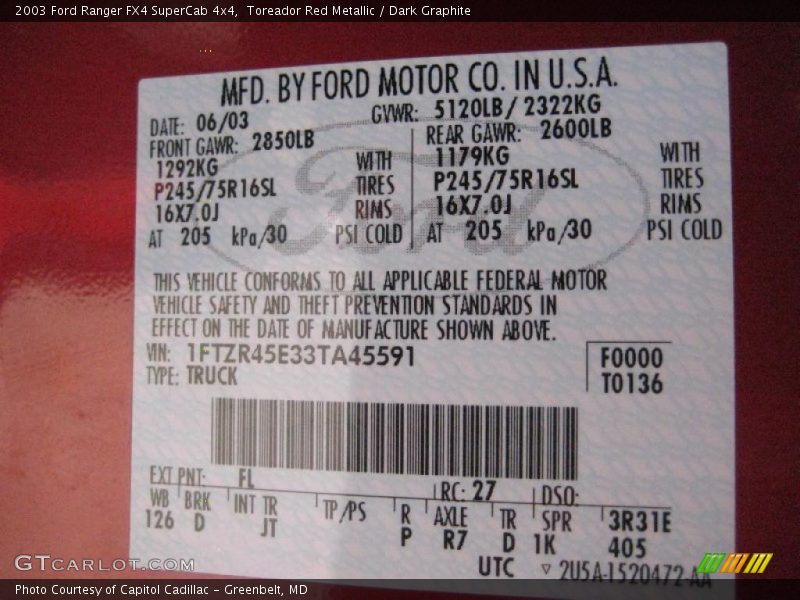 2003 Ford Ranger FX4 SuperCab 4x4,  Toreador Red Metallic / Dark Graphite
MFD. BY FORD MOTOR CO. IN U.S.A.
DATE: 06/03 GVWR: 5120LB/ 2322KG
FRONT GAWR: 2850LB REAR GAWR: 2600LB
1292KG WITH 1179KG WITH
P245/75R16SL TIRES P245/75R16SL TIRES
16X7.0J RIMS 16X7.0J RIMS
AT 205 kPa/30 PSI COLD AT 205 kPa/30 PSI COLD
Ford
THIS VEHICLE CONFORMS TO ALL APPLICABLE FEDERAL MOTOR
VEHICLE SAFETY AND THEFT PREVENTION STANDARDS IN
EFFECT ON THE DATE OF MANUFACTURE SHOWN ABOVE.
VIN: 1FTZR45E33TA45591 F0000
TYPE: TRUCK T0136
EXT PNT: FL RC: 27 DSO:
WB BRK INT TR TP/PS R AXLE TR SPR 3R31E
126 D JT P R7 D 1K 405
UTC ▿ 2U5A-1520472-AA
GTCARLOT.COM
Photo Courtesy of Capitol Cadillac - Greenbelt, MD